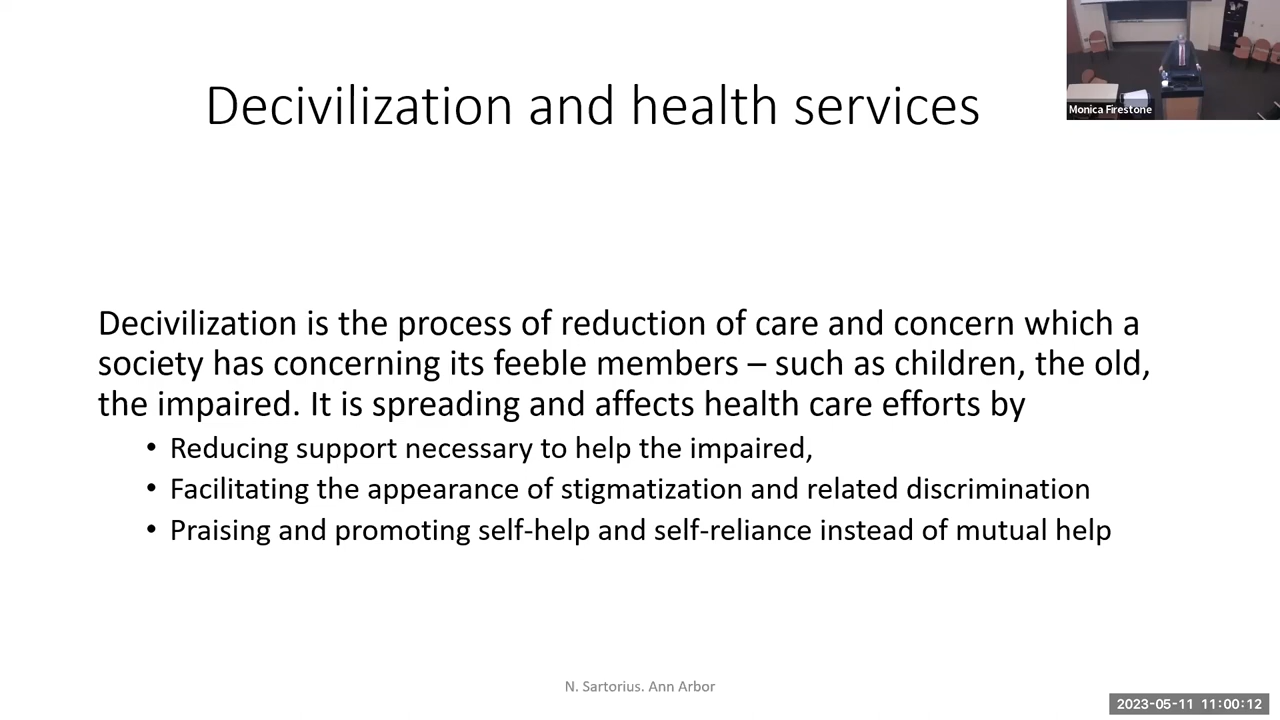 Decivilization and health services
Monica Firestone
Decivilization is the process of reduction of care and concern which a
society has concerning its feeble members – such as children, the old,
the impaired. It is spreading and affects health care efforts by
• Reducing support necessary to help the impaired,
• Facilitating the appearance of stigmatization and related discrimination
• Praising and promoting self-help and self-reliance instead of mutual help
N. Sartorius. Ann Arbor
2023-05-11 11:00:12